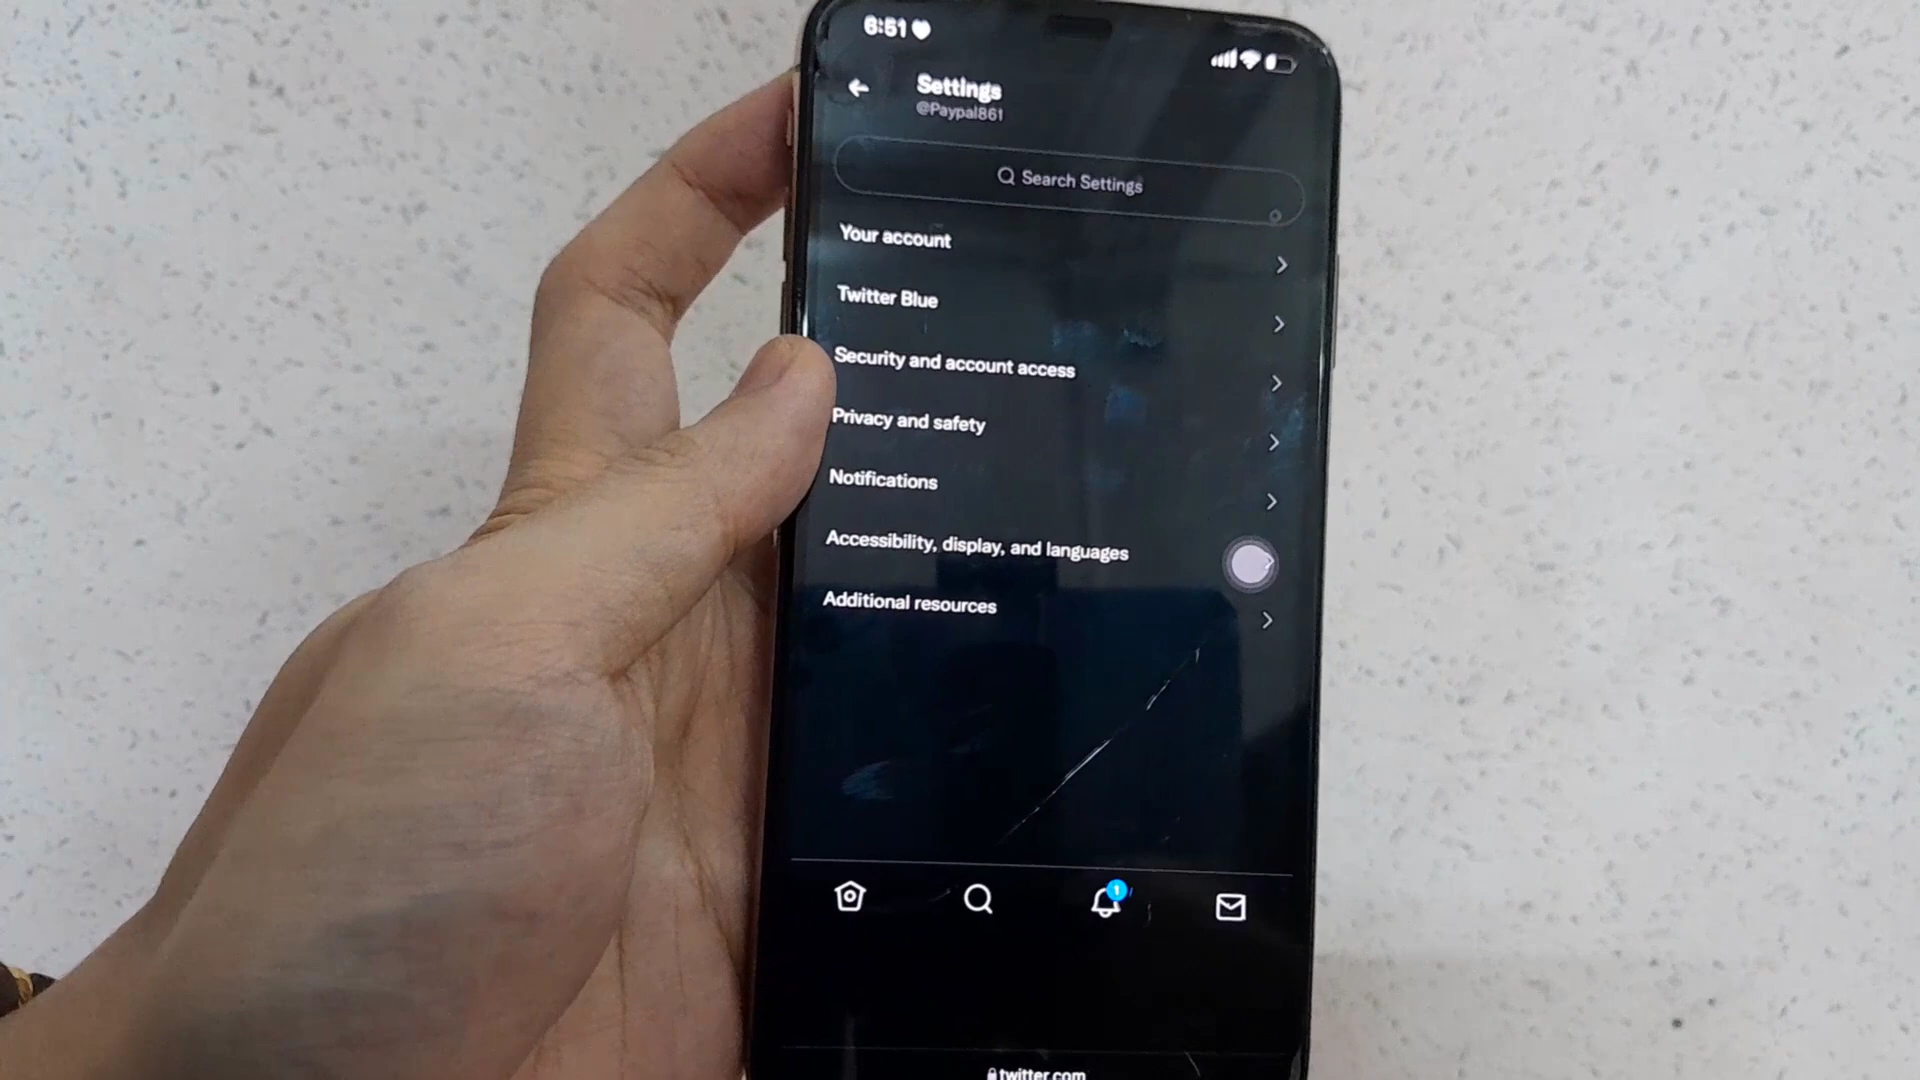 6:51
Settings
@Paypal861
Search Settings
Your account
Twitter Blue
Security and account access
Privacy and safety
Notifications
Accessibility, display, and languages
Additional resources
1
twitter.com